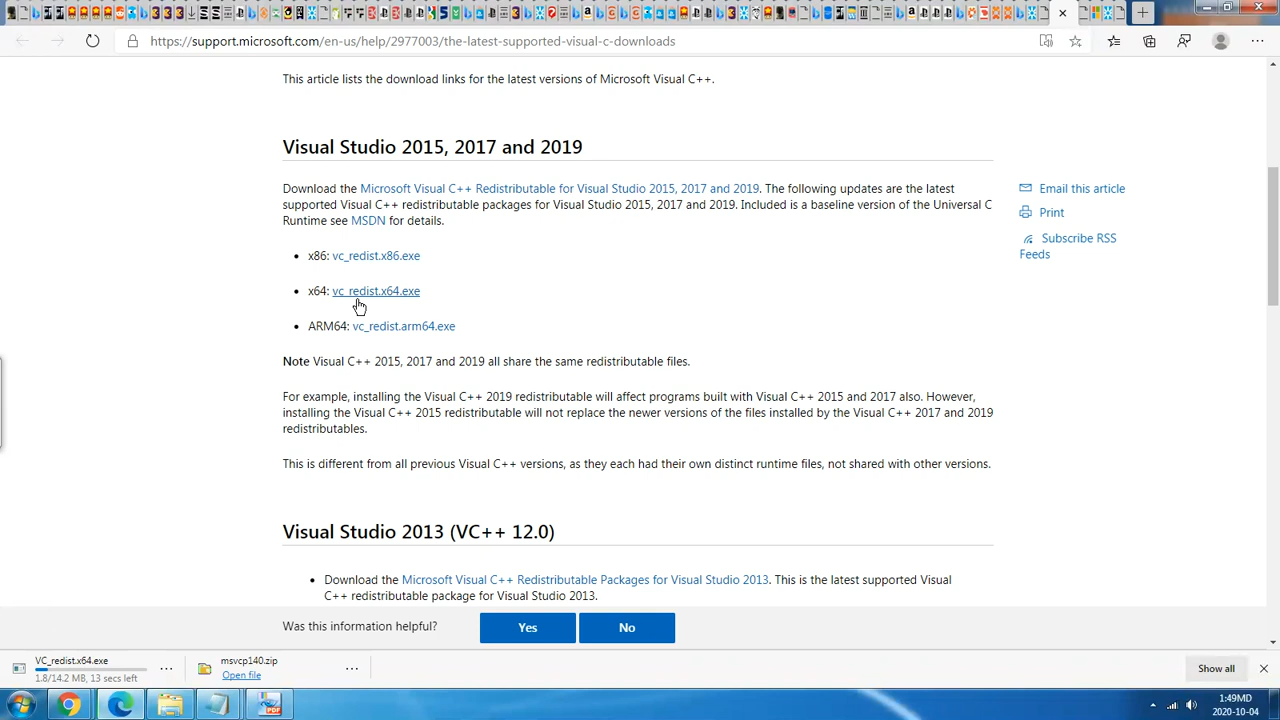 https://support.microsoft.com/en-us/help/2977003/the-latest-supported-visual-c-downloads
This article lists the download links for the latest versions of Microsoft Visual C++.
Visual Studio 2015, 2017 and 2019
Download the Microsoft Visual C++ Redistributable for Visual Studio 2015, 2017 and 2019. The following updates are the latest
supported Visual C++ redistributable packages for Visual Studio 2015, 2017 and 2019. Included is a baseline version of the Universal C
Runtime see MSDN for details.
Email this article
Print
Subscribe RSS
Feeds
• x86: vc_redist.x86.exe
• x64: vc_redist.x64.exe
• ARM64: vc_redist.arm64.exe
Note Visual C++ 2015, 2017 and 2019 all share the same redistributable files.
For example, installing the Visual C++ 2019 redistributable will affect programs built with Visual C++ 2015 and 2017 also. However,
installing the Visual C++ 2015 redistributable will not replace the newer versions of the files installed by the Visual C++ 2017 and 2019
redistributables.
This is different from all previous Visual C++ versions, as they each had their own distinct runtime files, not shared with other versions.
Visual Studio 2013 (VC++ 12.0)
• Download the Microsoft Visual C++ Redistributable Packages for Visual Studio 2013. This is the latest supported Visual
C++ redistributable package for Visual Studio 2013.
Was this information helpful?
Yes
No
VC_redist.x64.exe
1.8/14.2 MB, 13 secs left
msvcp140.zip
Open file
Show all
1:49MD
2020-10-04